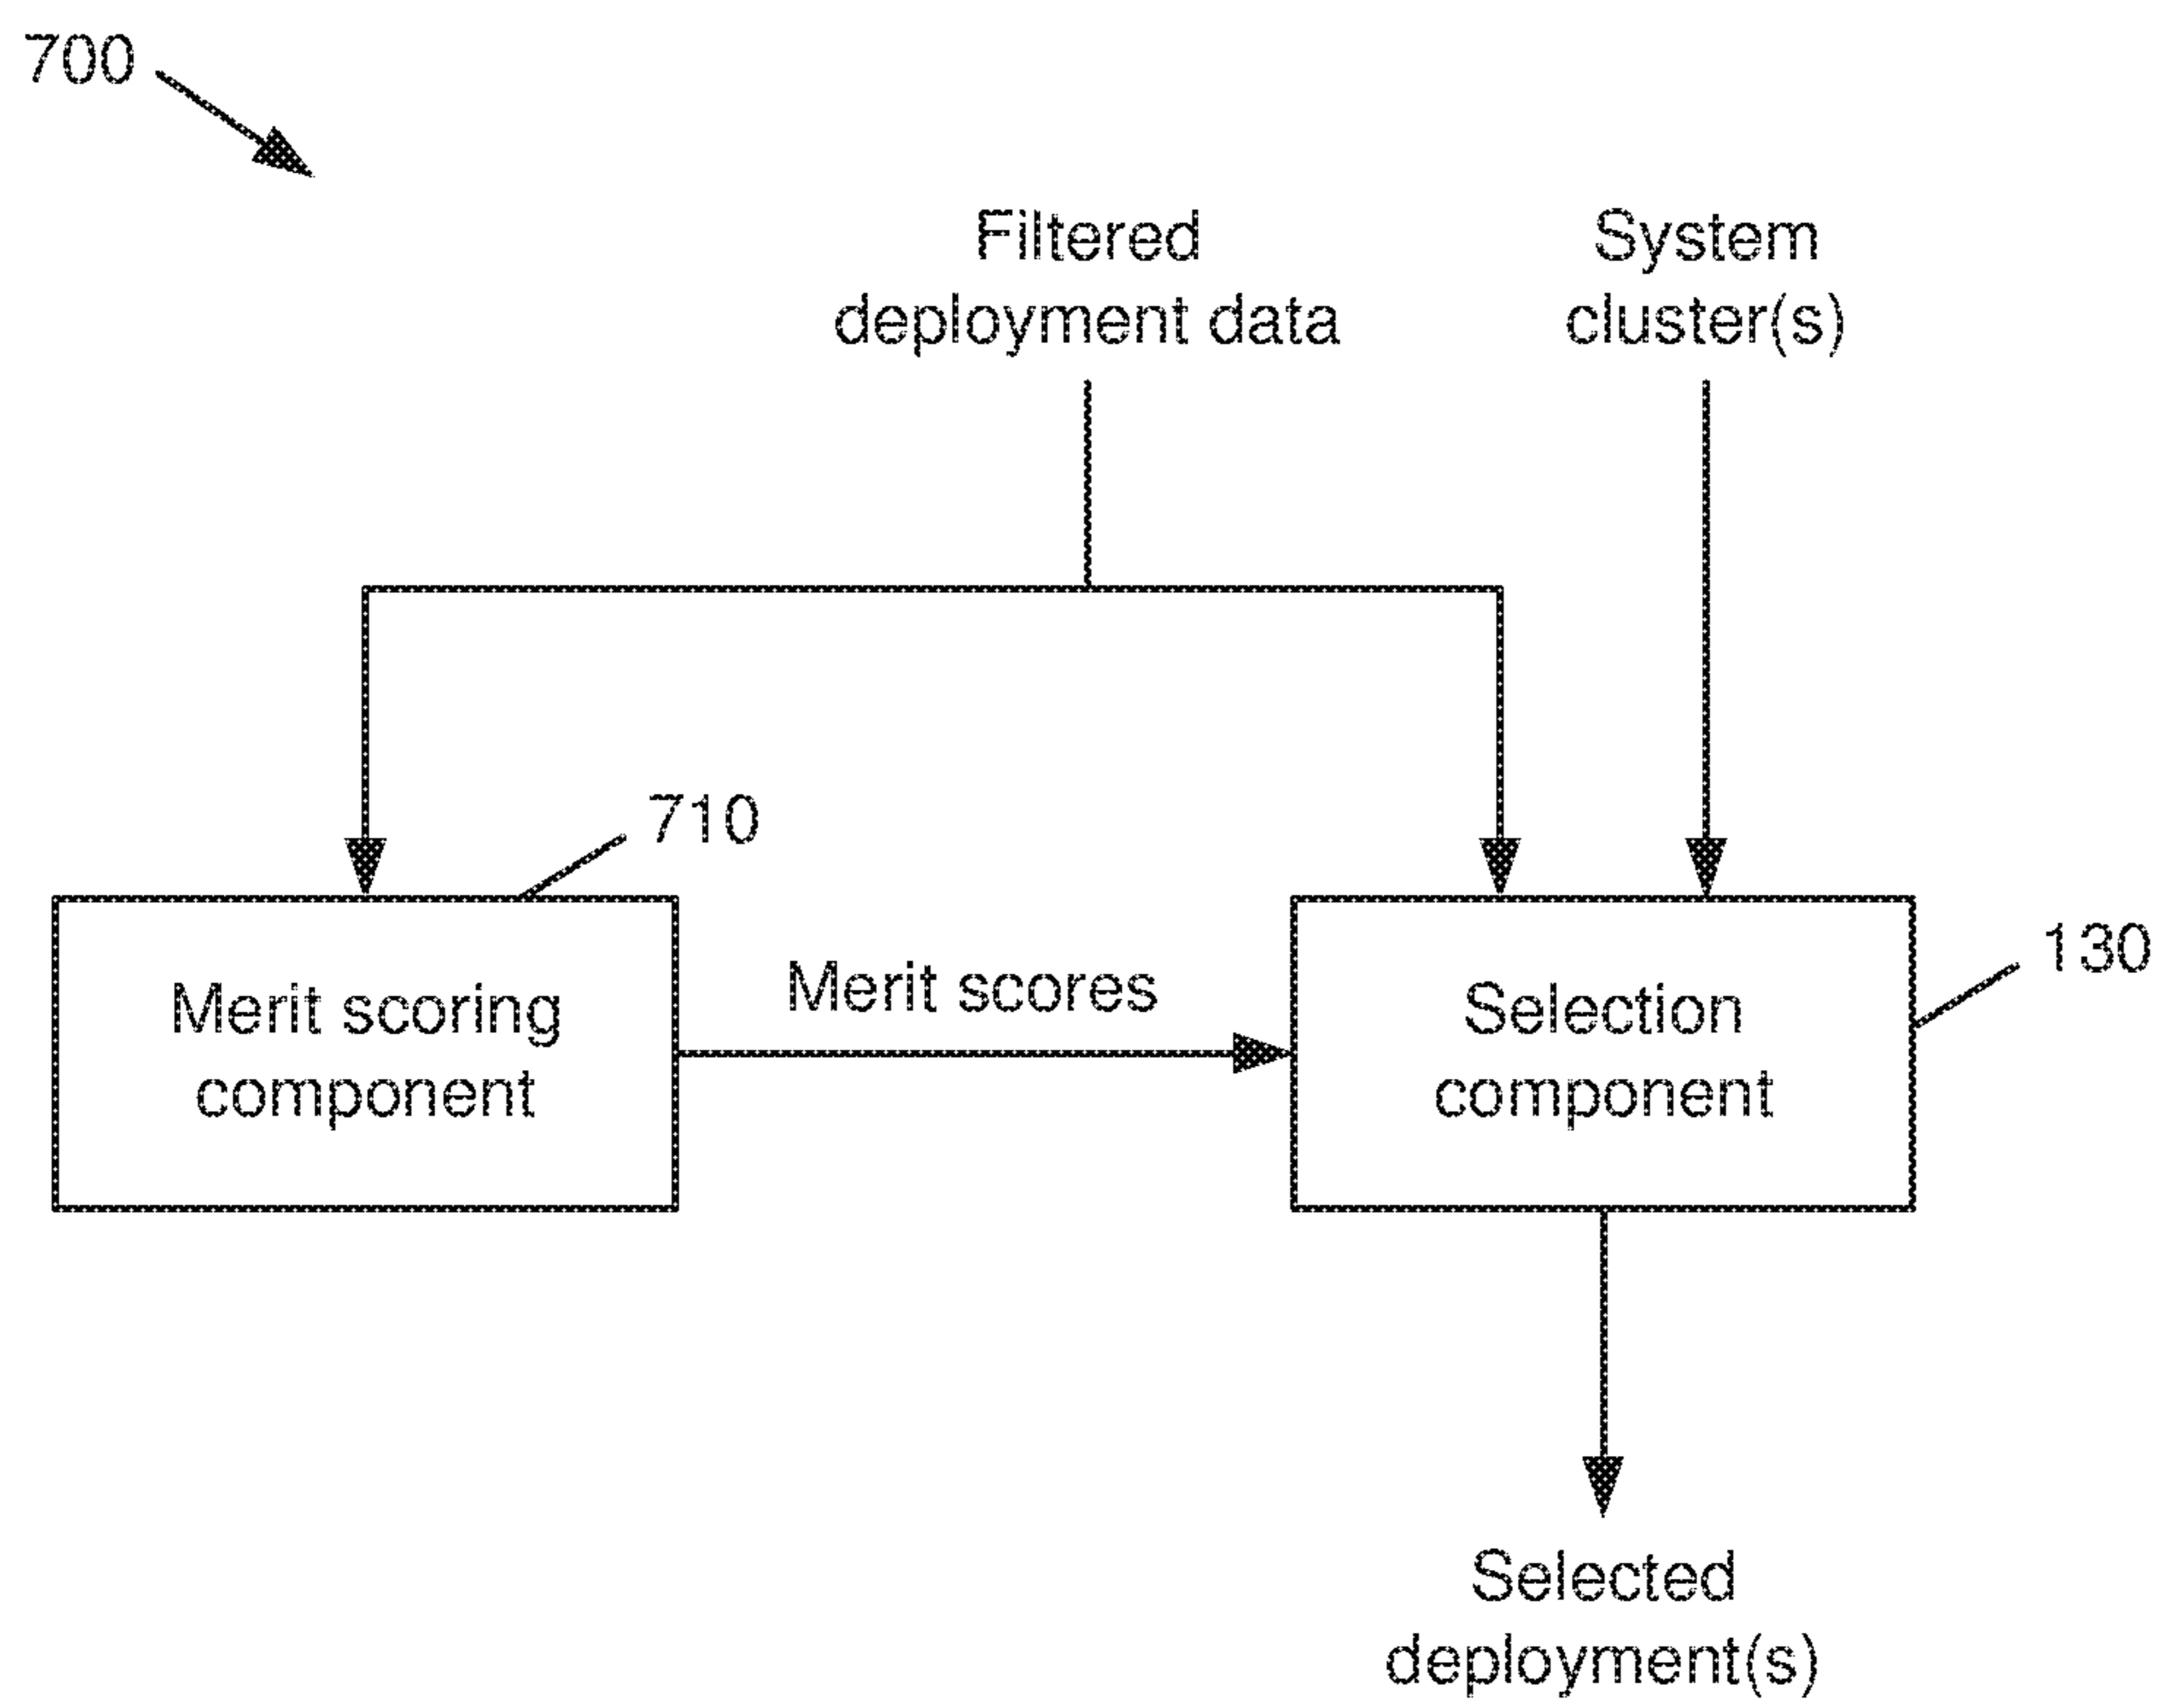 700
Filtered
deployment data
System
cluster(s)
710
Merit scoring
component
Merit scores
Selection
component
130
Selected
deployment(s)